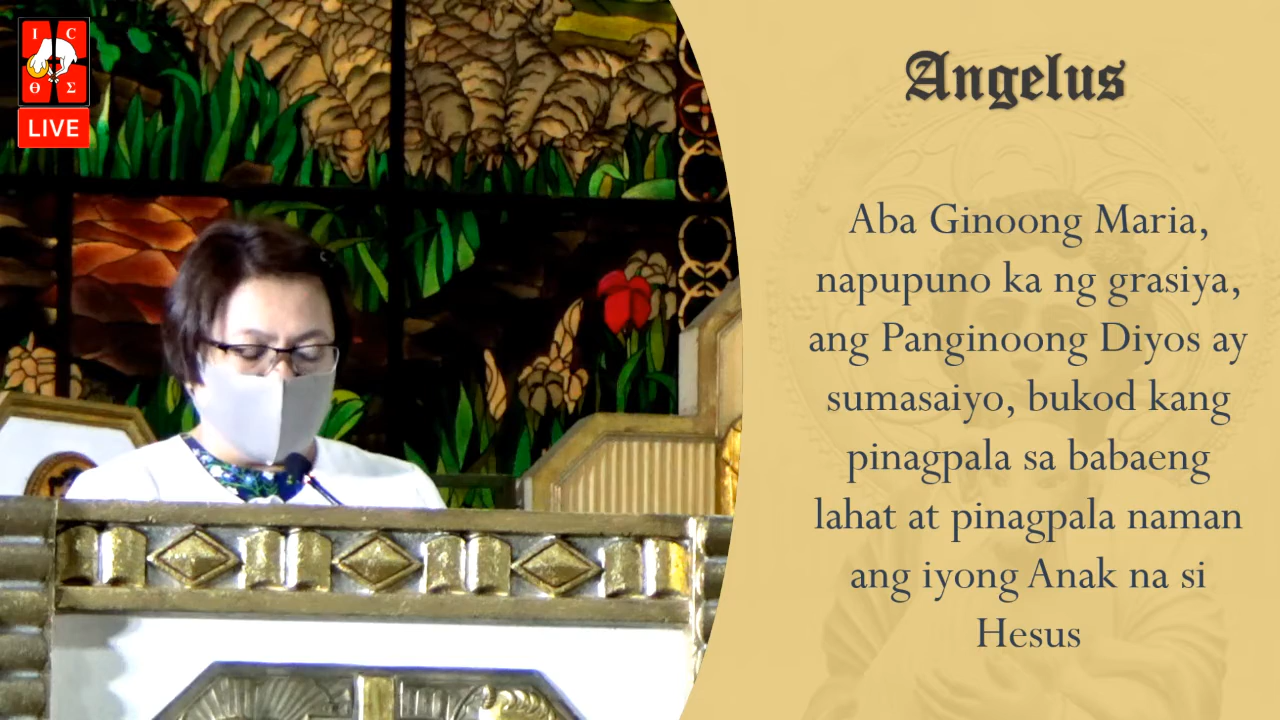 I C
Θ Σ
LIVE
Angelus
Aba Ginoong Maria,
napupuno ka ng grasiya,
ang Panginoong Diyos ay
sumasaiyo, bukod kang
pinagpala sa babaeng
lahat at pinagpala naman
ang iyong Anak na si
Hesus